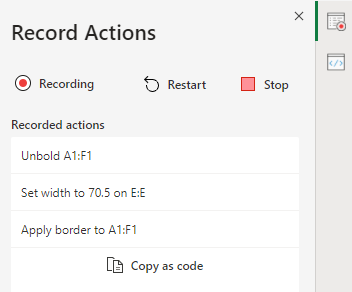 Record Actions
Recording Restart Stop
Recorded actions
Unbold A1:F1
Set width to 70.5 on E:E
Apply border to A1:F1
Copy as code